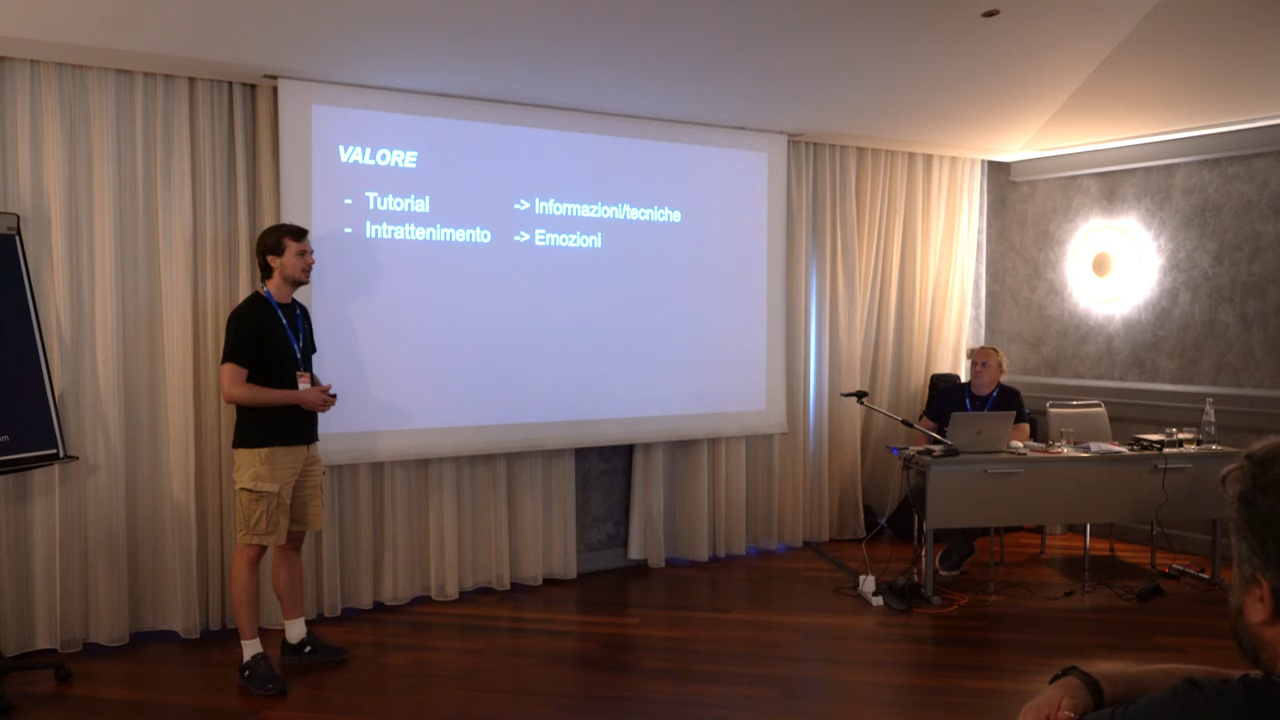 VALORE
- Tutorial -> Informazioni/tecniche
- Intrattenimento -> Emozioni